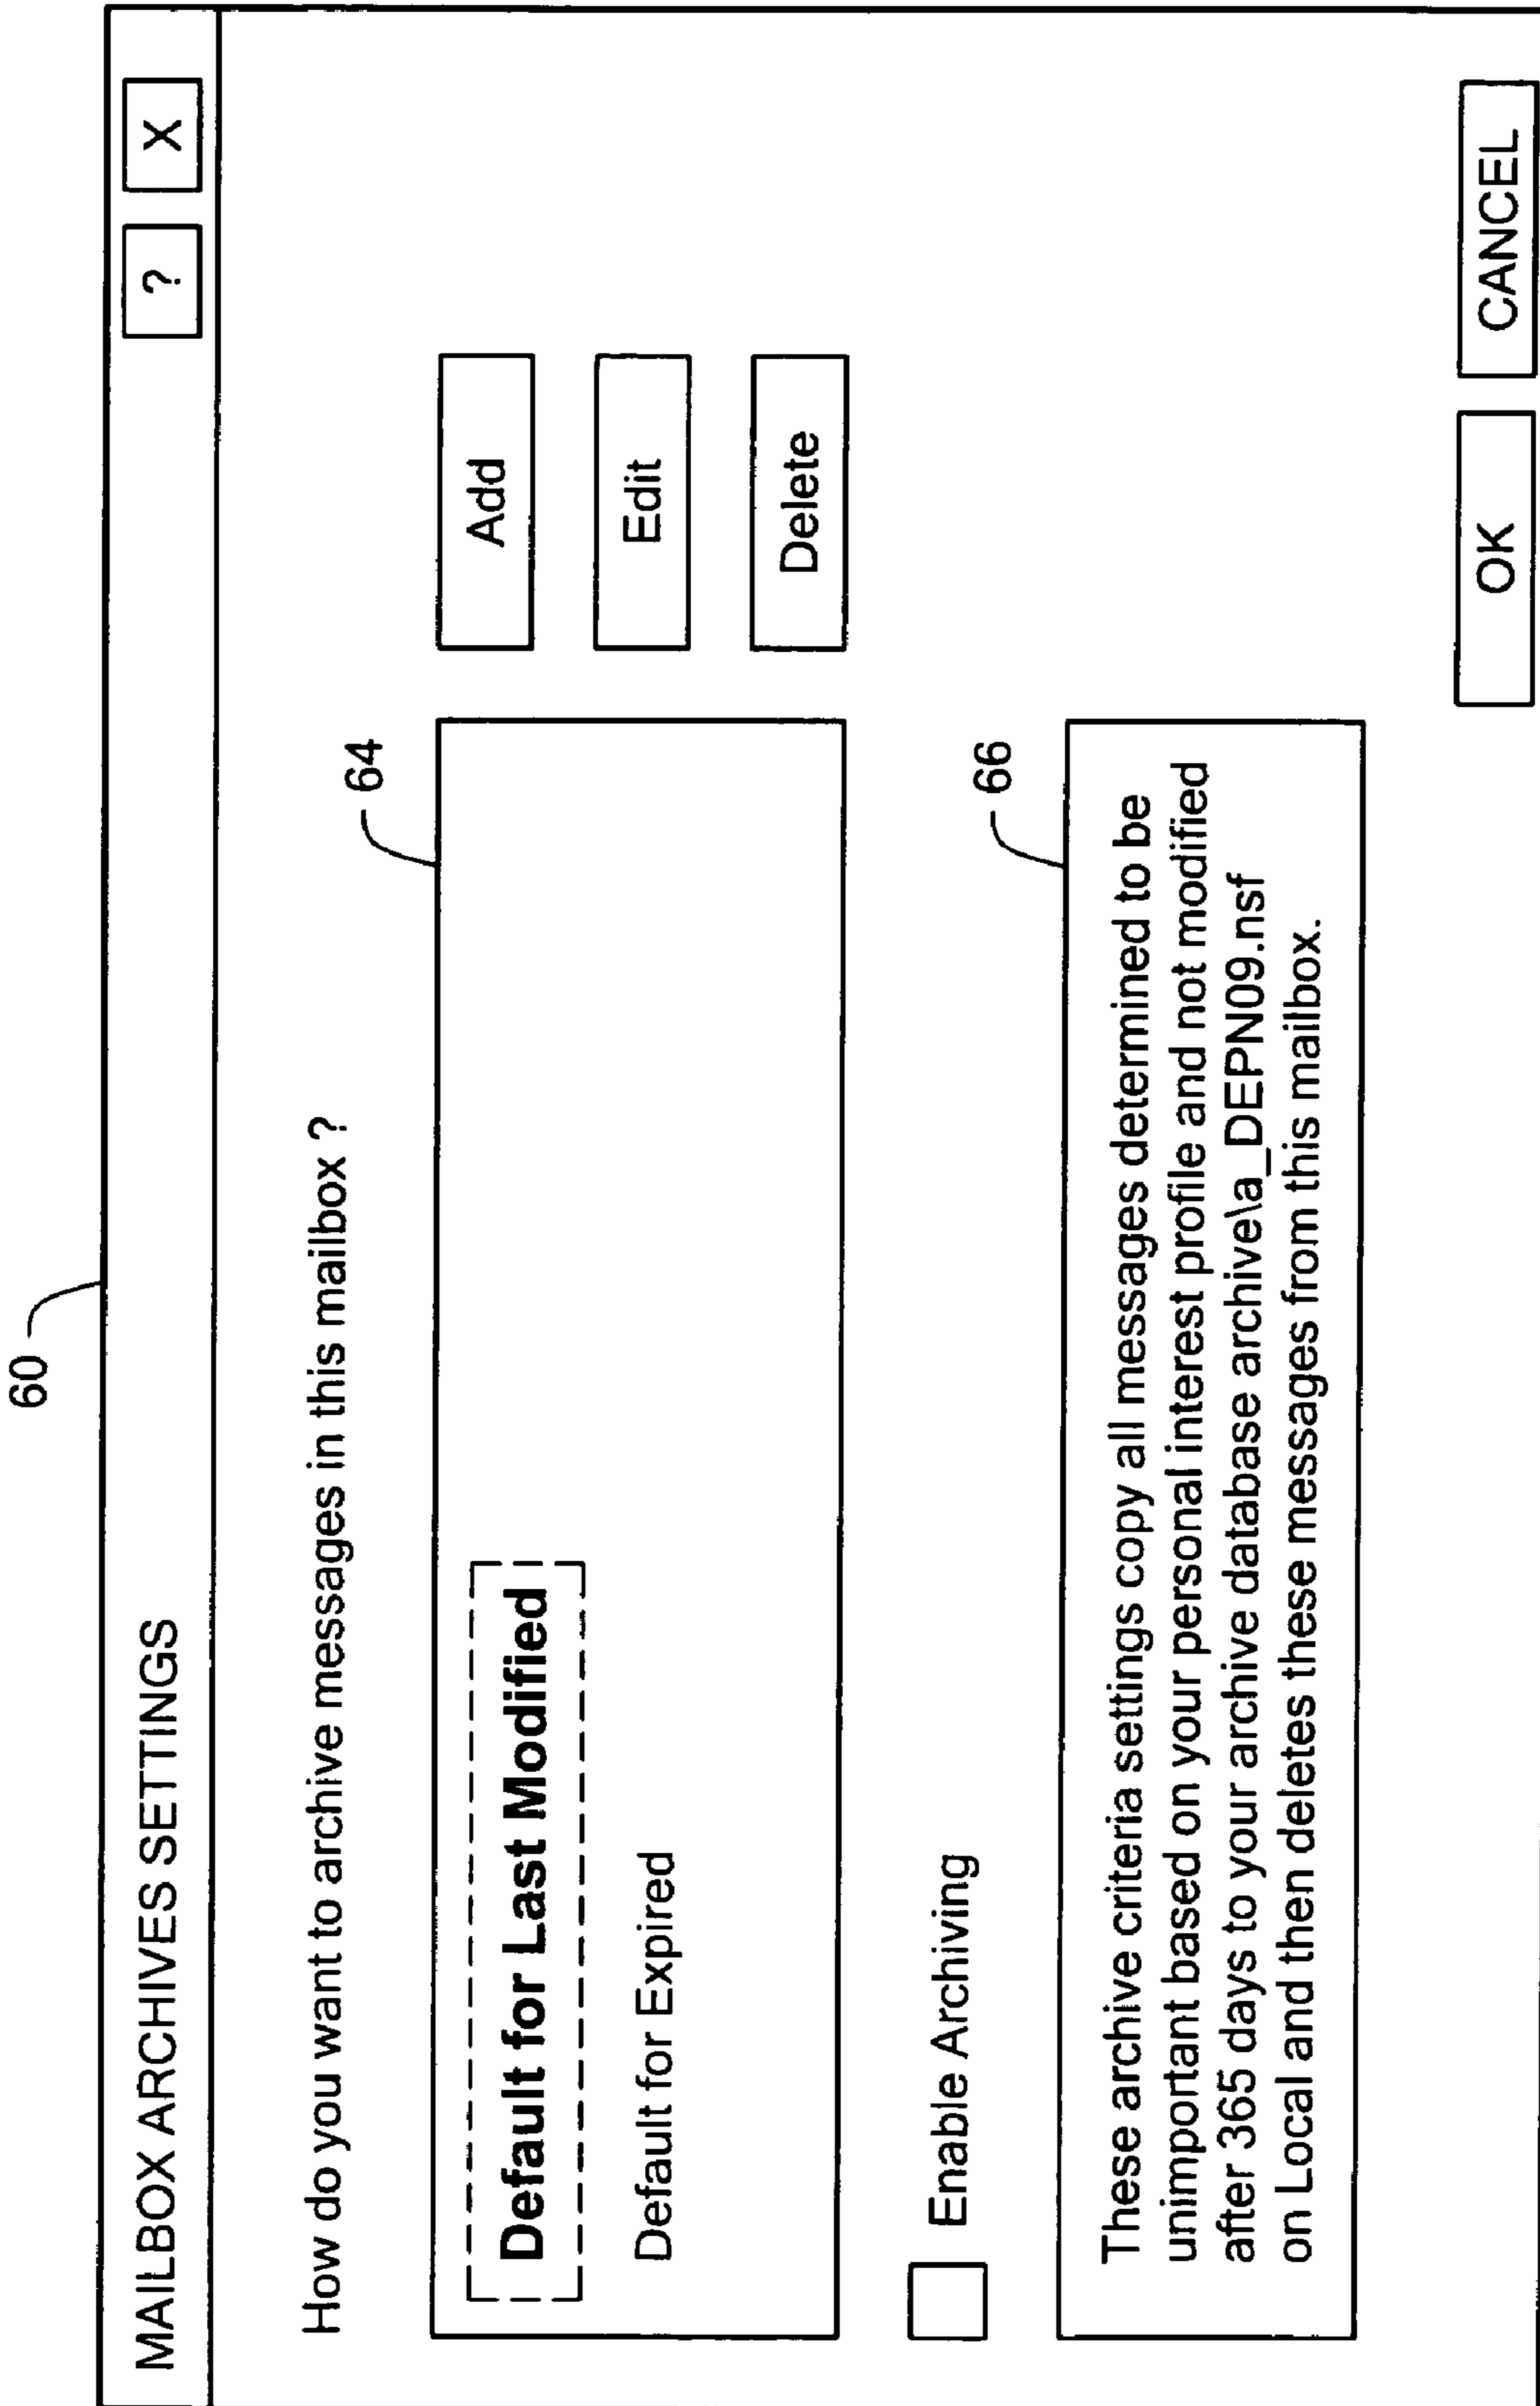 60
MAILBOX ARCHIVES SETTINGS
?
X
How do you want to archive messages in this mailbox ?
64
Default for Last Modified
Default for Expired
Add
Edit
Delete
Enable Archiving
66
These archive criteria settings copy all messages determined to be
unimportant based on your personal interest profile and not modified
after 365 days to your archive database archive\a_DEPN09.nsf
on Local and then deletes these messages from this mailbox.
OK
CANCEL